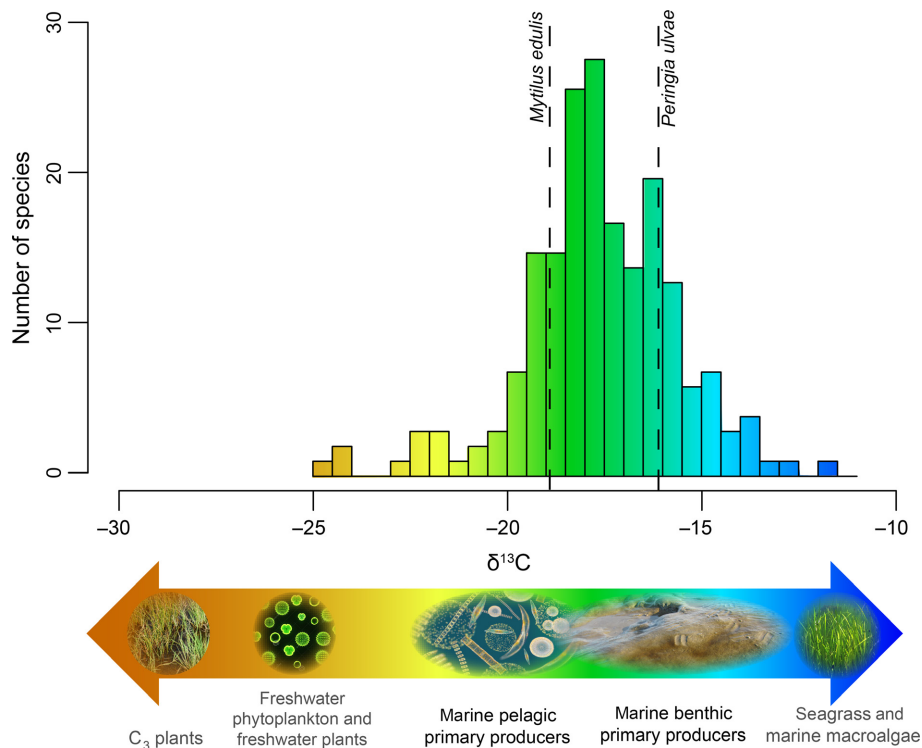 30
20
10
0
Number of species
Mytilus edulis
Peringia ulvae
–30
–25
–20
–15
–10
δ¹³C
C₃ plants
Freshwater
phytoplankton and
freshwater plants
Marine pelagic
primary producers
Marine benthic
primary producers
Seagrass and
marine macroalgae